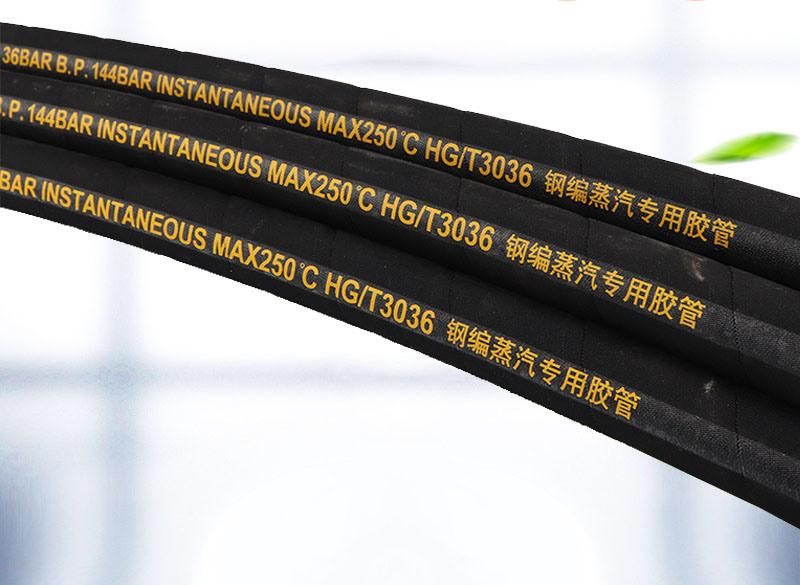 36BAR B.P.144BAR INSTANTANEOUS MAX250℃ HG/T3036 钢编蒸汽专用胶管
.P.144BAR INSTANTANEOUS MAX250℃ HG/T3036 钢编蒸汽专用胶管
BAR INSTANTANEOUS MAX250℃ HG/T3036 钢编蒸汽专用胶管